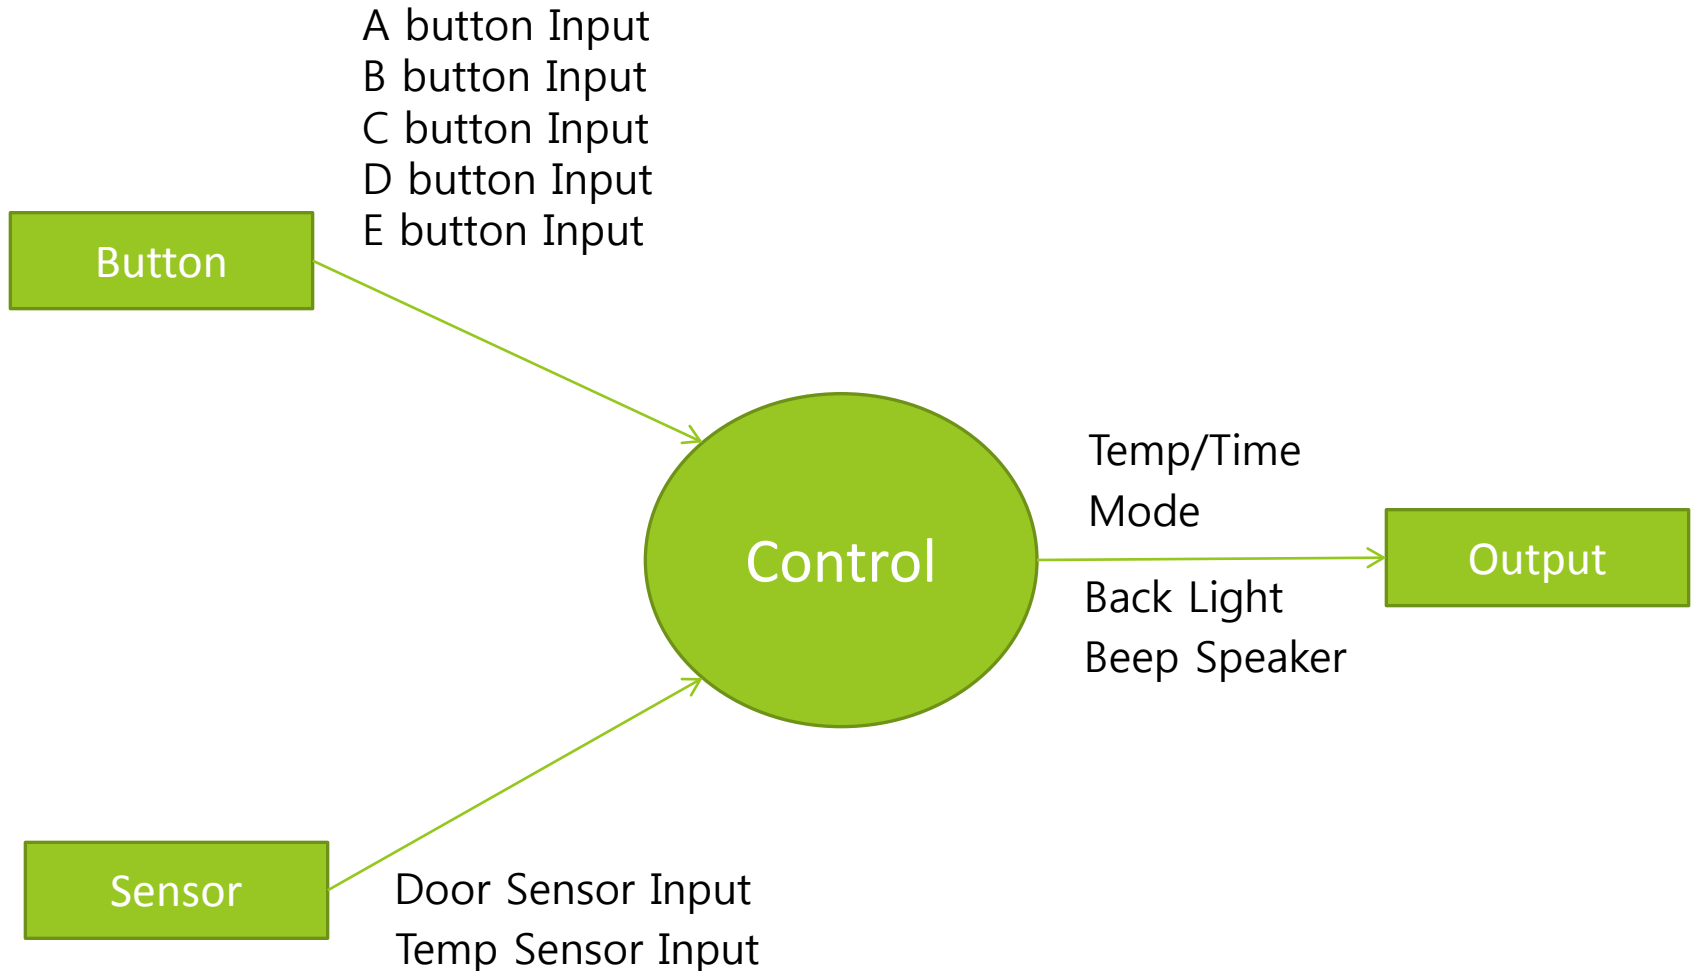 A button Input
B button Input
C button Input
D button Input
E button Input
Button
Control
Temp/Time
Mode
Output
Back Light
Beep Speaker
Sensor
Door Sensor Input
Temp Sensor Input